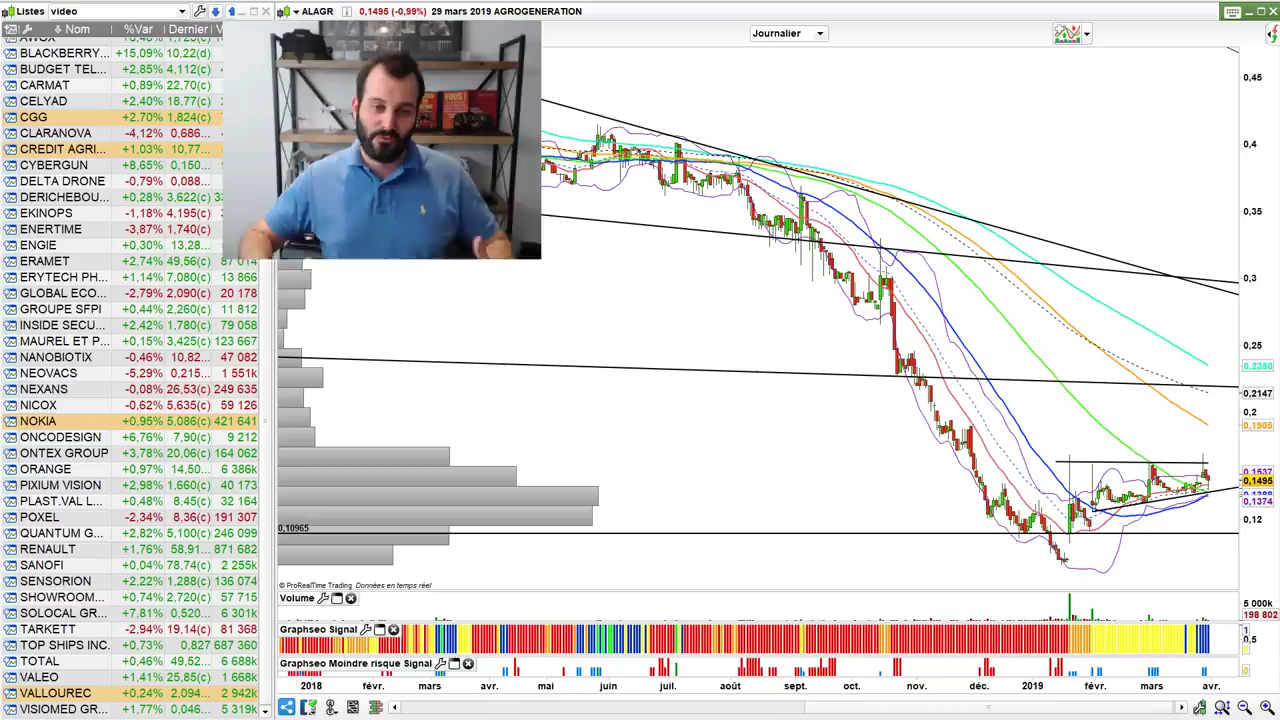 Listes video
ALAGR 0,1495 (-0,99%) 29 mars 2019 AGROGENERATION
Nom %Var Dernier V
BLACKBERRY... +15,09% 10,22(d)
BUDGET TEL... +2,85% 4,112(c)
CARMAT +0,89% 22,70(c)
CELYAD +2,40% 18,77(c)
CGG +2,70% 1,824(c)
CLARANOVA -4,12% 0,686...
CREDIT AGRI... +1,03% 10,77...
CYBERGUN +8,65% 0,150...
DELTA DRONE -0,79% 0,088...
DERICHEBOU... +0,28% 3,622(c)
EKINOPS -1,18% 4,195(c)
ENERTIME -3,87% 1,740(c)
ENGIE +0,30% 13,28...
ERAMET +2,74% 49,56(c) 87 014
ERYTECH PH... +1,14% 7,080(c) 13 866
GLOBAL ECO... -2,79% 2,090(c) 20 178
GROUPE SFPI +0,44% 2,260(c) 11 812
INSIDE SECU... +2,42% 1,780(c) 79 058
MAUREL ET P... +0,15% 3,425(c) 123 667
NANOBIOTIX -0,46% 10,82... 47 082
NEOVACS -5,29% 0,215... 1 551k
NEXANS -0,08% 26,53(c) 249 635
NICOX -0,62% 5,635(c) 59 126
NOKIA +0,95% 5,086(c) 421 641
ONCODESIGN +6,76% 7,90(c) 9 212
ONTEX GROUP +3,78% 20,06(c) 164 062
ORANGE +0,97% 14,50... 6 386k
PIXIUM VISION +2,98% 1,660(c) 40 173
PLAST.VAL L... +0,48% 8,45(c) 32 164
POXEL -2,34% 8,36(c) 191 307
QUANTUM G... +2,82% 5,100(c) 246 099
RENAULT +1,76% 58,91... 871 682
SANOFI +0,04% 78,74(c) 2 255k
SENSORION +2,22% 1,288(c) 136 074
SHOWROOM... +0,74% 2,720(c) 57 715
SOLOCAL GR... +7,81% 0,520... 6 301k
TARKETT -2,94% 19,14(c) 81 368
TOP SHIPS INC. +0,73% 0,827 687 360
TOTAL +0,46% 49,52... 6 688k
VALEO +1,41% 25,85(c) 1 668k
VALLOUREC +0,24% 2,094... 2 942k
VISIOMED GR... +1,77% 0,046... 5 319k
Journalier
0,45
0,4
0,35
0,3
0,25
0,2350
0,2147
0,2
0,1905
0,1537
0,1495
0,1374
0,12
0,10965
© ProRealTime Trading Données en temps réel
Volume
5 000k
198 802
Graphseo Signal
1
0,5
Graphseo Moindre risque Signal
1
0
2018 févr. mars avr. mai juin juil. août sept. oct. nov. déc. 2019 févr. mars avr.